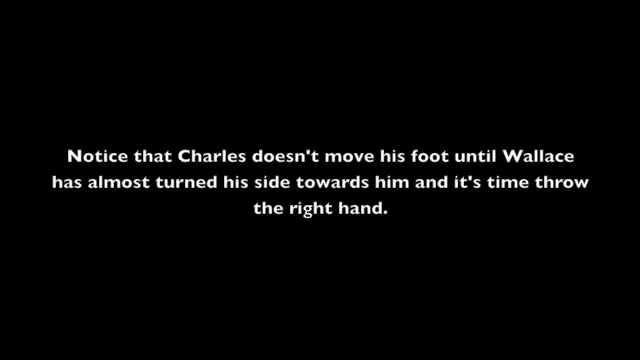 Notice that Charles doesn't move his foot until Wallace
has almost turned his side towards him and it's time throw
the right hand.